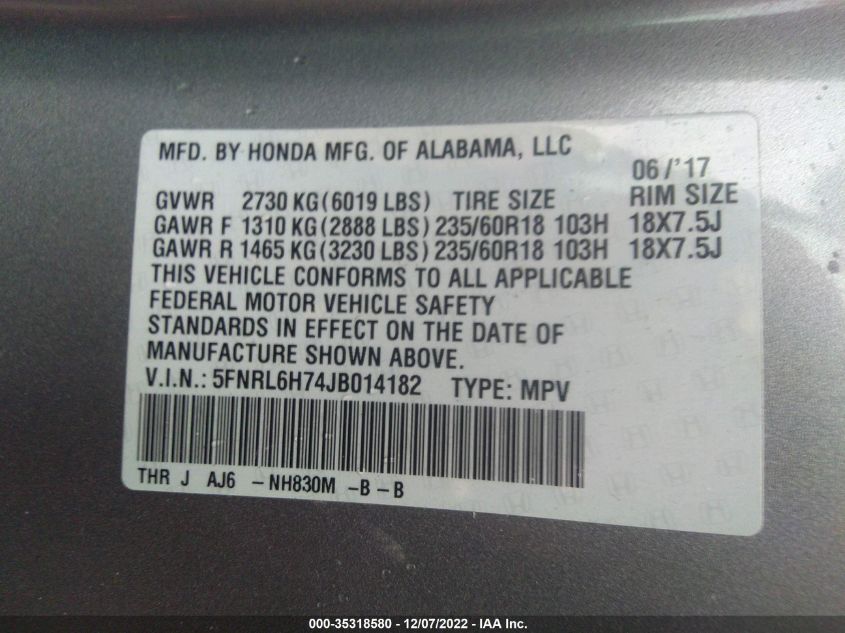 MFD. BY HONDA MFG. OF ALABAMA, LLC
06/'17
GVWR 2730 KG(6019 LBS) TIRE SIZE RIM SIZE
GAWR F 1310 KG(2888 LBS) 235/60R18 103H 18X7.5J
GAWR R 1465 KG(3230 LBS) 235/60R18 103H 18X7.5J
THIS VEHICLE CONFORMS TO ALL APPLICABLE
FEDERAL MOTOR VEHICLE SAFETY
STANDARDS IN EFFECT ON THE DATE OF
MANUFACTURE SHOWN ABOVE.
V.I.N.: 5FNRL6H74JB014182 TYPE: MPV
THR J AJ6 -NH830M -B -B
000-35318580 - 12/07/2022 - IAA Inc.